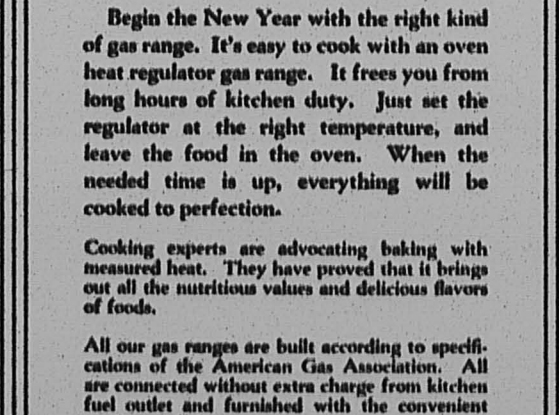 Begin the New Year with the right kind
of gas range. It's easy to cook with an oven
heat regulator gas range. It frees you from
long hours of kitchen duty. Just set the
regulator at the right temperature, and
leave the food in the oven. When the
needed time is up, everything will be
cooked to perfection.
Cooking experts are advocating baking with
measured heat. They have proved that it brings
out all the nutritious values and delicious flavors
of foods.
All our gas ranges are built according to specifi-
cations of the American Gas Association. All
are connected without extra charge from kitchen
fuel outlet and furnished with the convenient